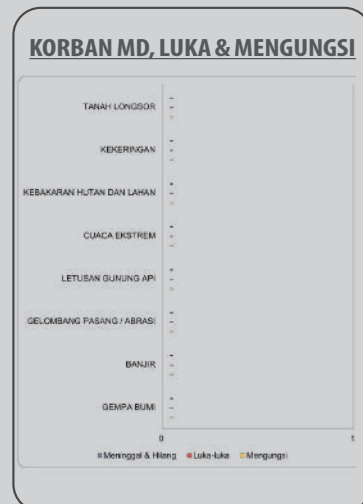 KORBAN MD, LUKA & MENGUNGSI
TANAH LONGSOR - - -
KEKERINGAN - - -
KEBAKARAN HUTAN DAN LAHAN - - -
CUACA EKSTREM - - -
LETUSAN GUNUNG API - - -
GELOMBANG PASANG / ABRASI - - -
BANJIR - - -
GEMPA BUMI - - -
0 1
Meninggal & Hilang Luka-luka Mengungsi